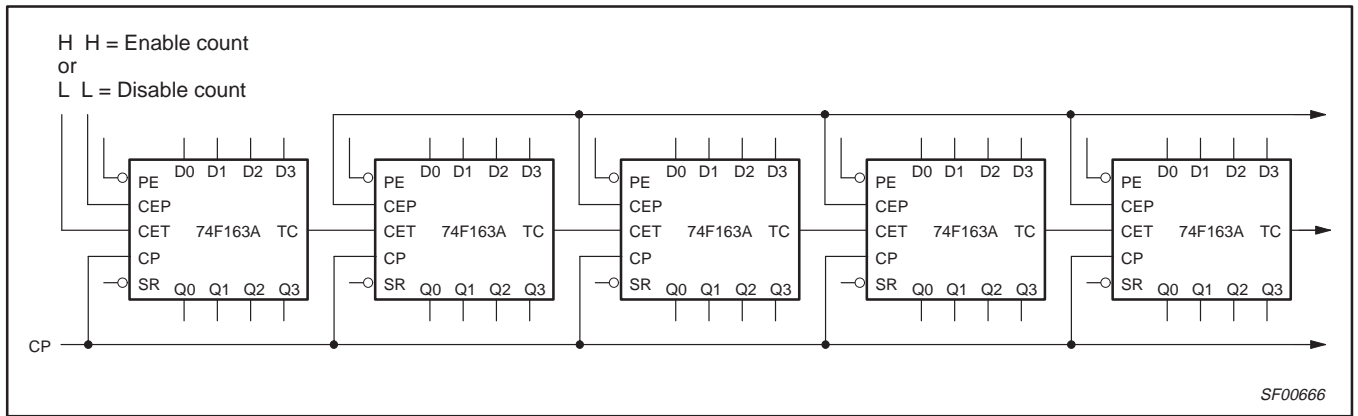 H H = Enable count
or
L L = Disable count
D0 D1 D2 D3 D0 D1 D2 D3 D0 D1 D2 D3 D0 D1 D2 D3 D0 D1 D2 D3
PE PE PE PE PE
CEP CEP CEP CEP CEP
CET 74F163A TC CET 74F163A TC CET 74F163A TC CET 74F163A TC CET 74F163A TC
CP CP CP CP CP
SR SR SR SR SR
Q0 Q1 Q2 Q3 Q0 Q1 Q2 Q3 Q0 Q1 Q2 Q3 Q0 Q1 Q2 Q3 Q0 Q1 Q2 Q3
CP
SF00666